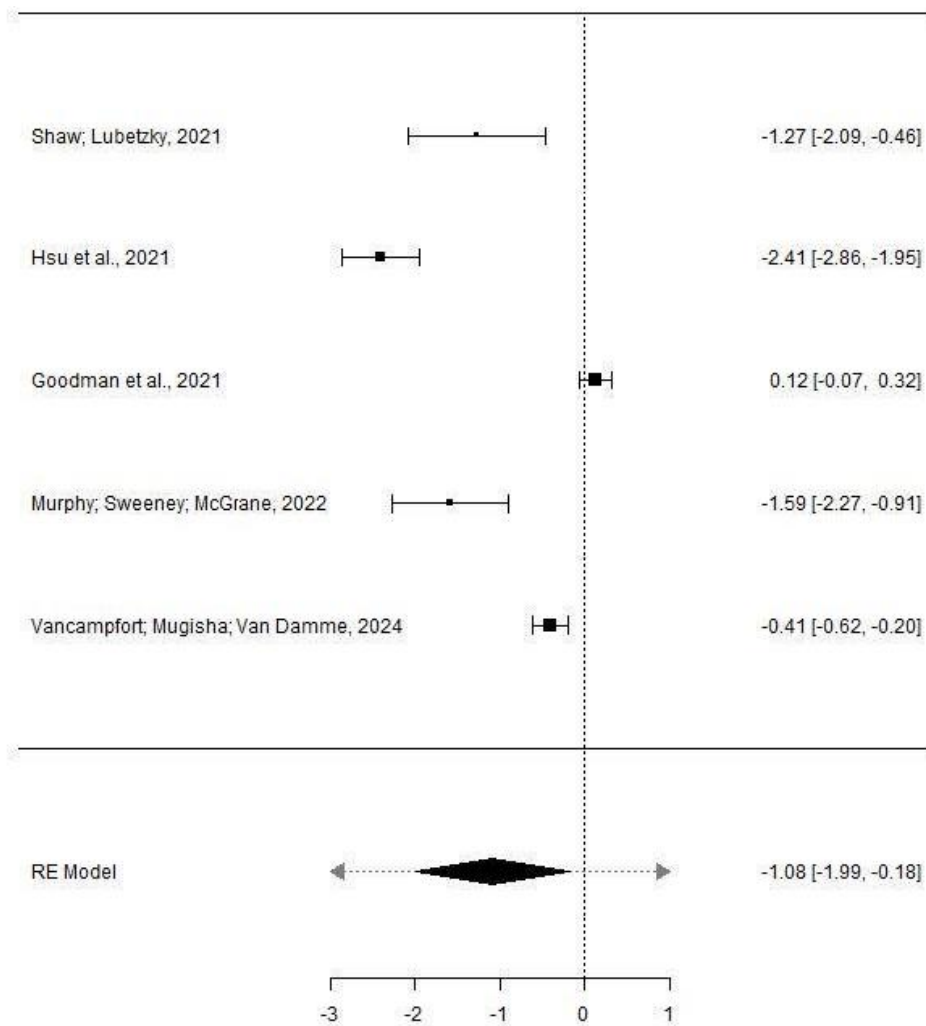 Shaw; Lubetzky, 2021 -1.27 [-2.09, -0.46]
Hsu et al., 2021 -2.41 [-2.86, -1.95]
Goodman et al., 2021 0.12 [-0.07, 0.32]
Murphy; Sweeney; McGrane, 2022 -1.59 [-2.27, -0.91]
Vancampfort; Mugisha; Van Damme, 2024 -0.41 [-0.62, -0.20]
RE Model -1.08 [-1.99, -0.18]
-3 -2 -1 0 1